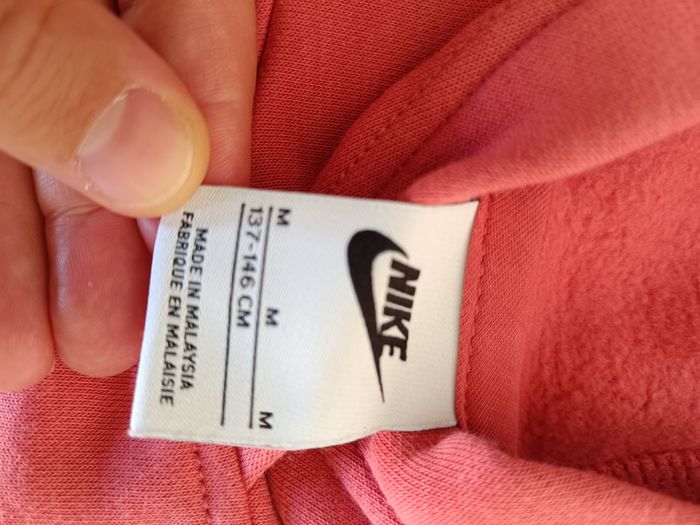 NIKE
M M M
137-146 CM
MADE IN MALAYSIA
FABRIQUE EN MALAISIE